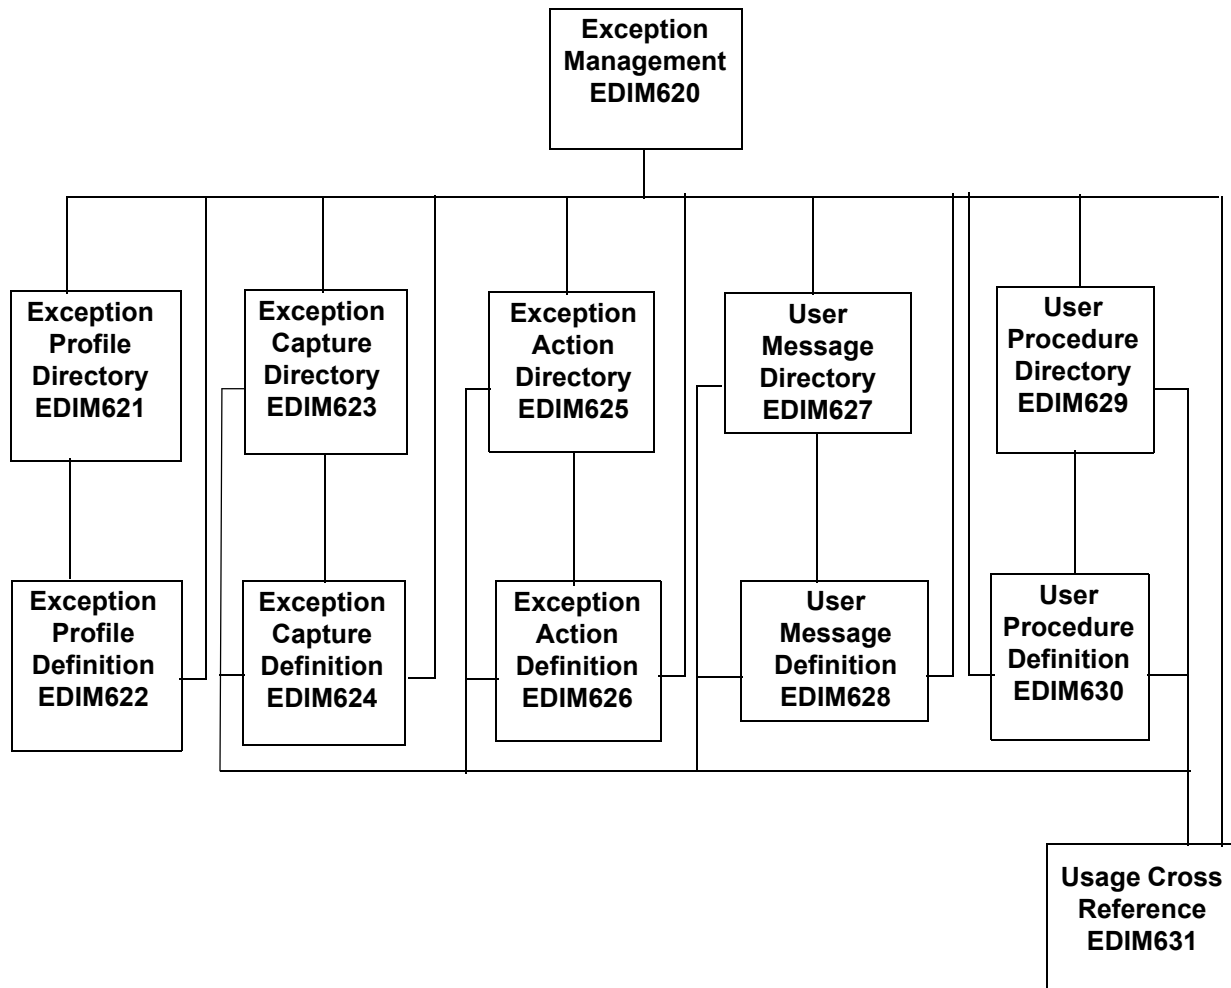 Exception
Management
EDIM620
Exception
Profile
Directory
EDIM621
Exception
Capture
Directory
EDIM623
Exception
Action
Directory
EDIM625
User
Message
Directory
EDIM627
User
Procedure
Directory
EDIM629
Exception
Profile
Definition
EDIM622
Exception
Capture
Definition
EDIM624
Exception
Action
Definition
EDIM626
User
Message
Definition
EDIM628
User
Procedure
Definition
EDIM630
Usage Cross
Reference
EDIM631